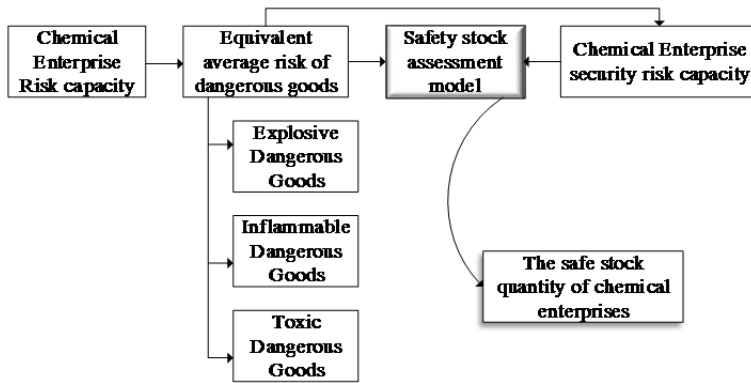 Chemical
Enterprise
Risk capacity
Equivalent
average risk of
dangerous goods
Safety stock
assessment
model
Chemical Enterprise
security risk capacity
Explosive
Dangerous
Goods
Inflammable
Dangerous
Goods
The safe stock
quantity of chemical
enterprises
Toxic
Dangerous
Goods